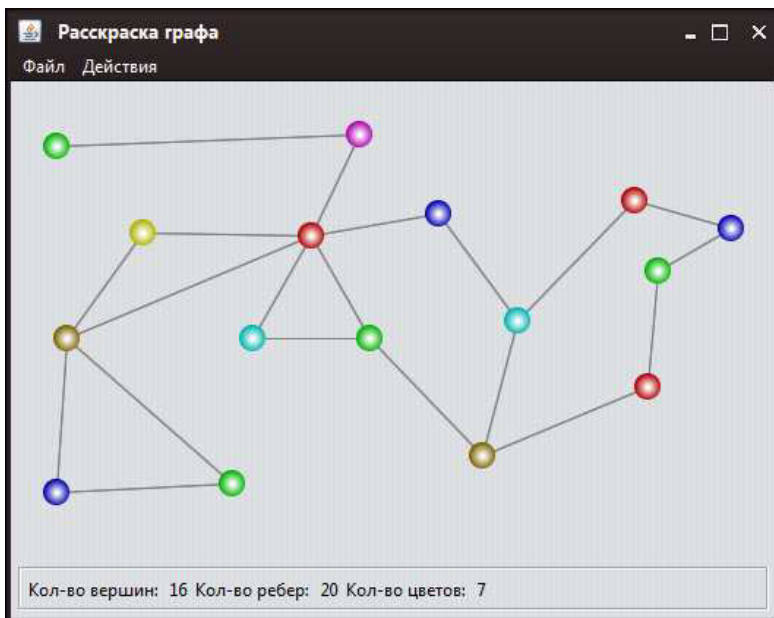 Расскраска графа
Файл Действия
Кол-во вершин: 16 Кол-во ребер: 20 Кол-во цветов: 7